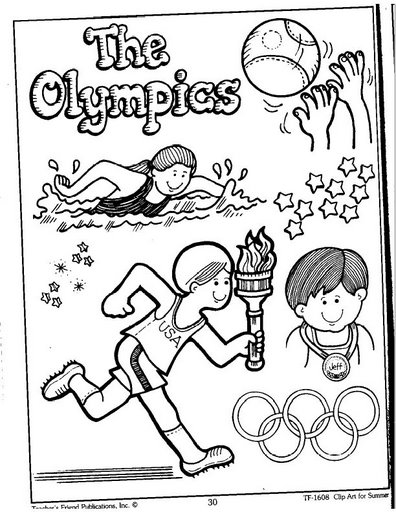 The
Olympics
USA
Jeff
Teacher's Friend Publications, Inc. ©
30
TF-1608 Clip Art for Summer